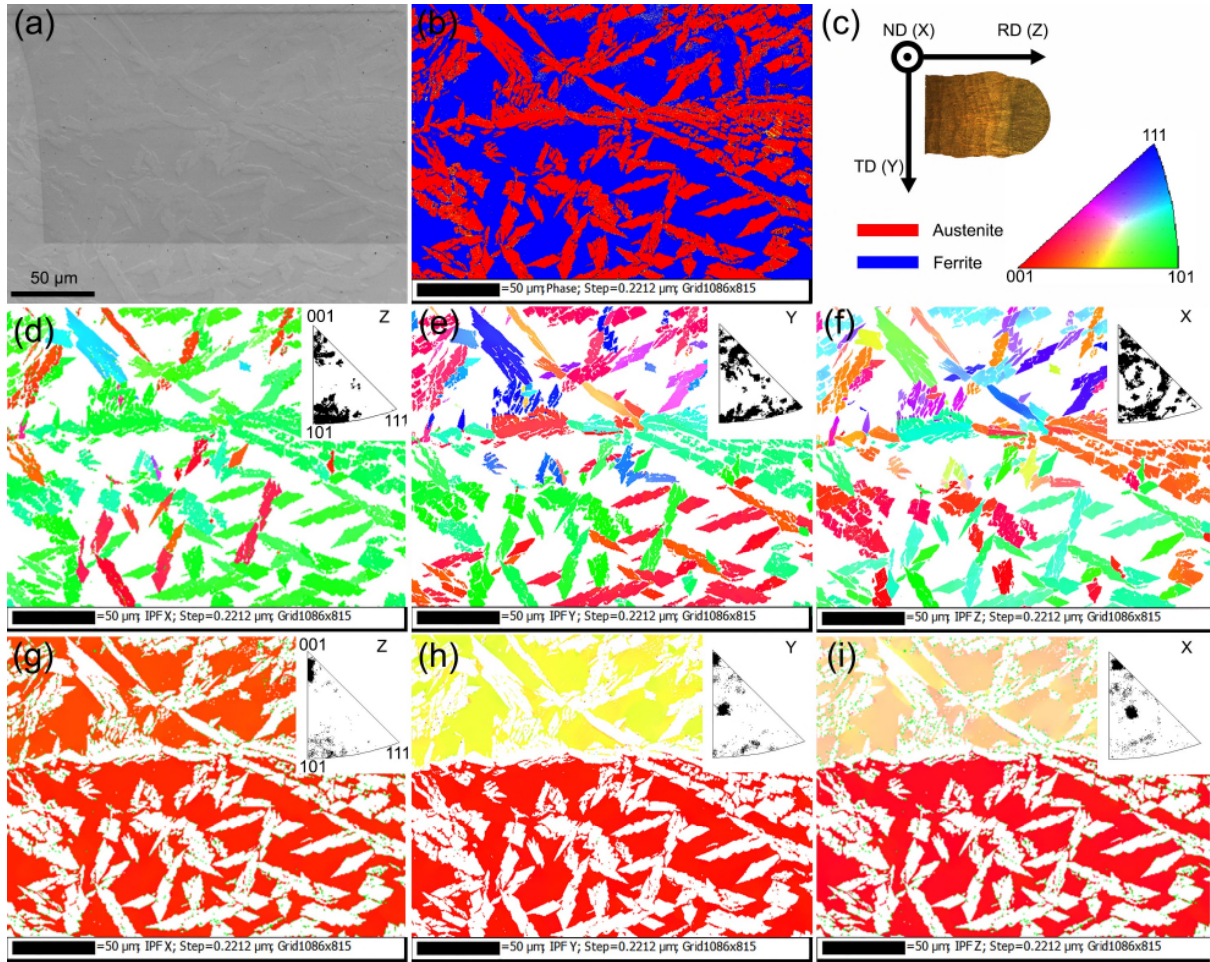 (a)
50 µm
(b)
=50 µm;Phase; Step=0.2212 µm; Grid1086x815
(c)
ND (X)
RD (Z)
TD (Y)
Austenite
Ferrite
111
001
101
(d)
001
Z
111
101
=50 µm; IPF X; Step=0.2212 µm; Grid1086x815
(e)
Y
=50 µm; IPF Y; Step=0.2212 µm; Grid1086x815
(f)
X
=50 µm; IPF Z; Step=0.2212 µm; Grid1086x815
(g)
001
Z
111
101
=50 µm; IPF X; Step=0.2212 µm; Grid1086x815
(h)
Y
=50 µm; IPF Y; Step=0.2212 µm; Grid1086x815
(i)
X
=50 µm; IPF Z; Step=0.2212 µm; Grid1086x815